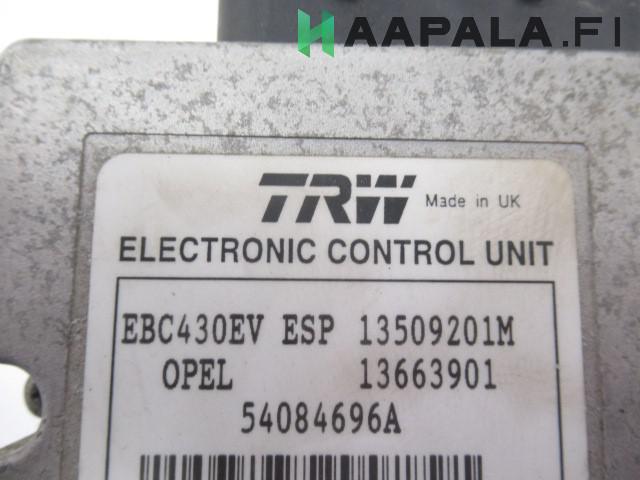 HAAPALA.FI
TRW Made in UK
ELECTRONIC CONTROL UNIT
EBC430EV ESP 13509201M
OPEL 13663901
54084696A